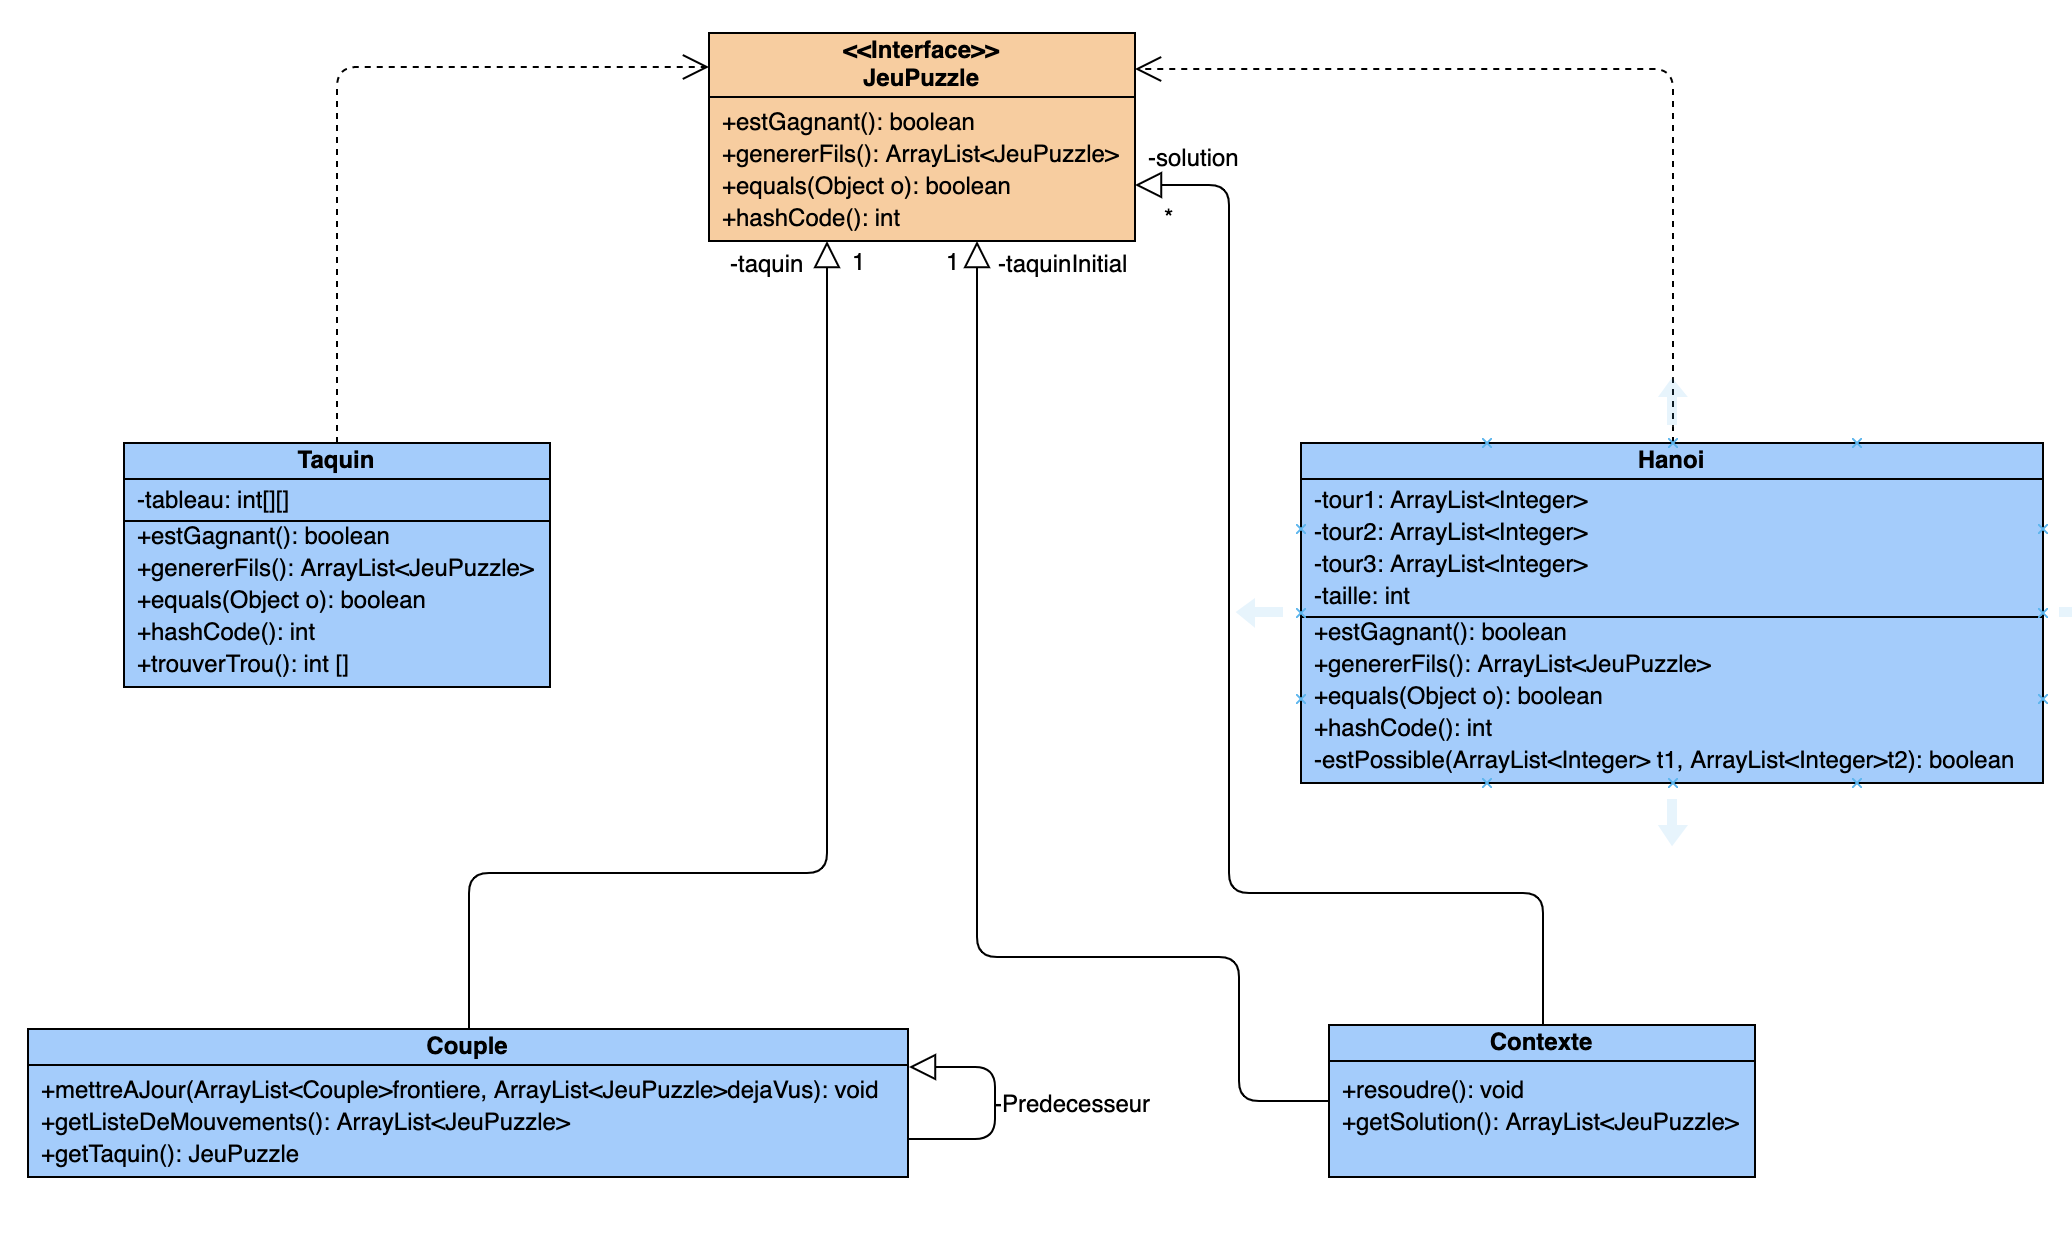 <<Interface>>
JeuPuzzle
+estGagnant(): boolean
+genererFils(): ArrayList<JeuPuzzle>
+equals(Object o): boolean
+hashCode(): int
-solution
*
-taquin
1
1
-taquinInitial
Taquin
-tableau: int[][]
+estGagnant(): boolean
+genererFils(): ArrayList<JeuPuzzle>
+equals(Object o): boolean
+hashCode(): int
+trouverTrou(): int []
Hanoi
-tour1: ArrayList<Integer>
-tour2: ArrayList<Integer>
-tour3: ArrayList<Integer>
-taille: int
+estGagnant(): boolean
+genererFils(): ArrayList<JeuPuzzle>
+equals(Object o): boolean
+hashCode(): int
-estPossible(ArrayList<Integer> t1, ArrayList<Integer>t2): boolean
Couple
+mettreAJour(ArrayList<Couple>frontiere, ArrayList<JeuPuzzle>dejaVus): void
+getListeDeMouvements(): ArrayList<JeuPuzzle>
+getTaquin(): JeuPuzzle
-Predecesseur
Contexte
+resoudre(): void
+getSolution(): ArrayList<JeuPuzzle>